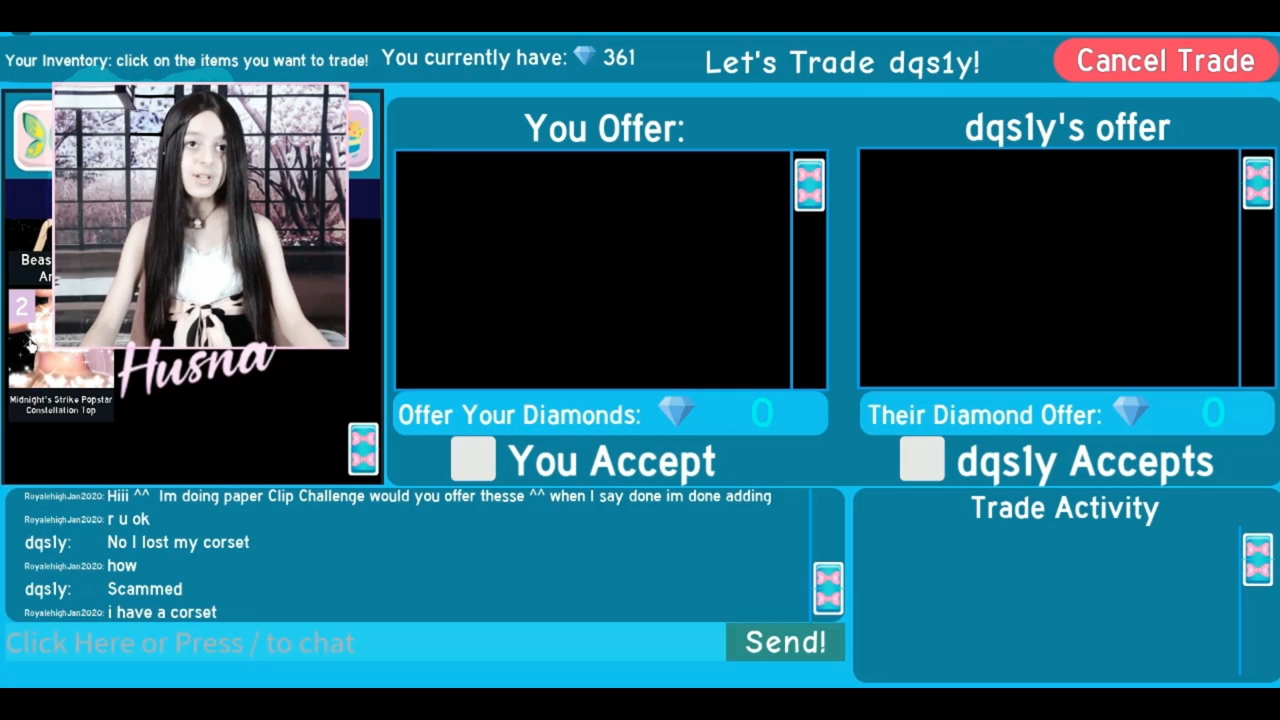 Your Inventory: click on the items you want to trade!
You currently have: 361
Let's Trade dqs1y!
Cancel Trade
You Offer:
dqs1y's offer
Beas
Ar
2
Husna
Midnight's Strike Popstar
Constellation Top
Offer Your Diamonds: 0
Their Diamond Offer: 0
You Accept
dqs1y Accepts
RoyalehighJan2020: Hiii ^^ Im doing paper Clip Challenge would you offer thesse ^^ when I say done im done adding
RoyalehighJan2020: r u ok
dqs1y: No I lost my corset
RoyalehighJan2020: how
dqs1y: Scammed
RoyalehighJan2020: i have a corset
Click Here or Press / to chat
Send!
Trade Activity